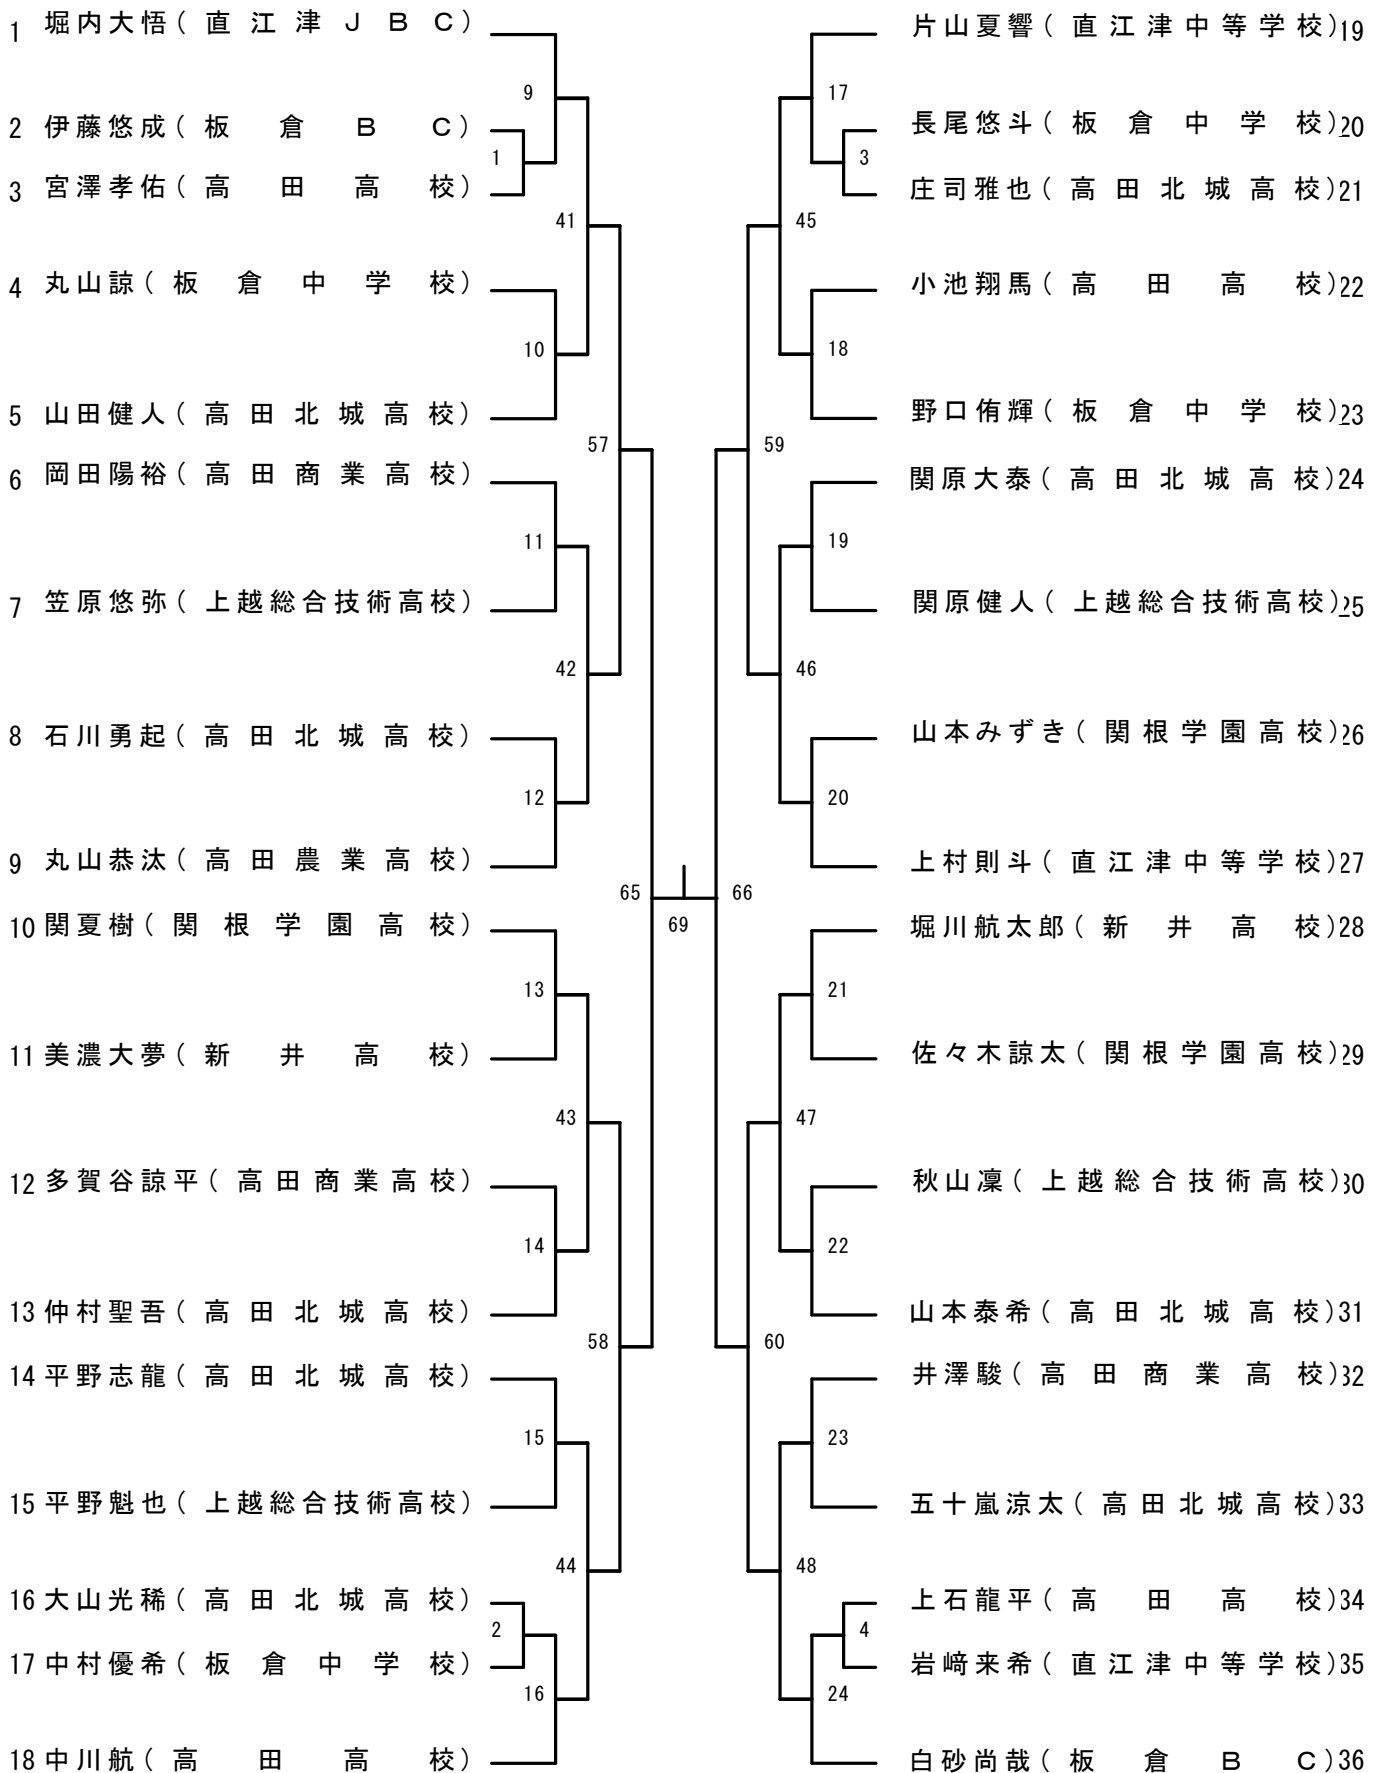 1 堀内大悟( 直江津JBC)
9
2 伊藤悠成( 板倉BC)
1
3 宮澤孝佑( 高田高校)
41
4 丸山諒( 板倉中学校)
10
5 山田健人( 高田北城高校)
57
6 岡田陽裕( 高田商業高校)
11
7 笠原悠弥( 上越総合技術高校)
42
8 石川勇起( 高田北城高校)
12
9 丸山恭汰( 高田農業高校)
65
10 関夏樹( 関根学園高校)
13
11 美濃大夢( 新井高校)
43
12 多賀谷諒平( 高田商業高校)
14
13 仲村聖吾( 高田北城高校)
58
14 平野志龍( 高田北城高校)
15
15 平野魁也( 上越総合技術高校)
44
16 大山光稀( 高田北城高校)
2
17 中村優希( 板倉中学校)
16
18 中川航( 高田高校)
69
片山夏響( 直江津中等学校)19
17
長尾悠斗( 板倉中学校)20
3
庄司雅也( 高田北城高校)21
45
小池翔馬( 高田高校)22
18
野口侑輝( 板倉中学校)23
59
関原大泰( 高田北城高校)24
19
関原健人( 上越総合技術高校)25
46
山本みずき( 関根学園高校)26
20
上村則斗( 直江津中等学校)27
66
堀川航太郎( 新井高校)28
21
佐々木諒太( 関根学園高校)29
47
秋山凜( 上越総合技術高校)30
22
山本泰希( 高田北城高校)31
60
井澤駿( 高田商業高校)32
23
五十嵐涼太( 高田北城高校)33
48
上石龍平( 高田高校)34
4
岩﨑来希( 直江津中等学校)35
24
白砂尚哉( 板倉BC)36